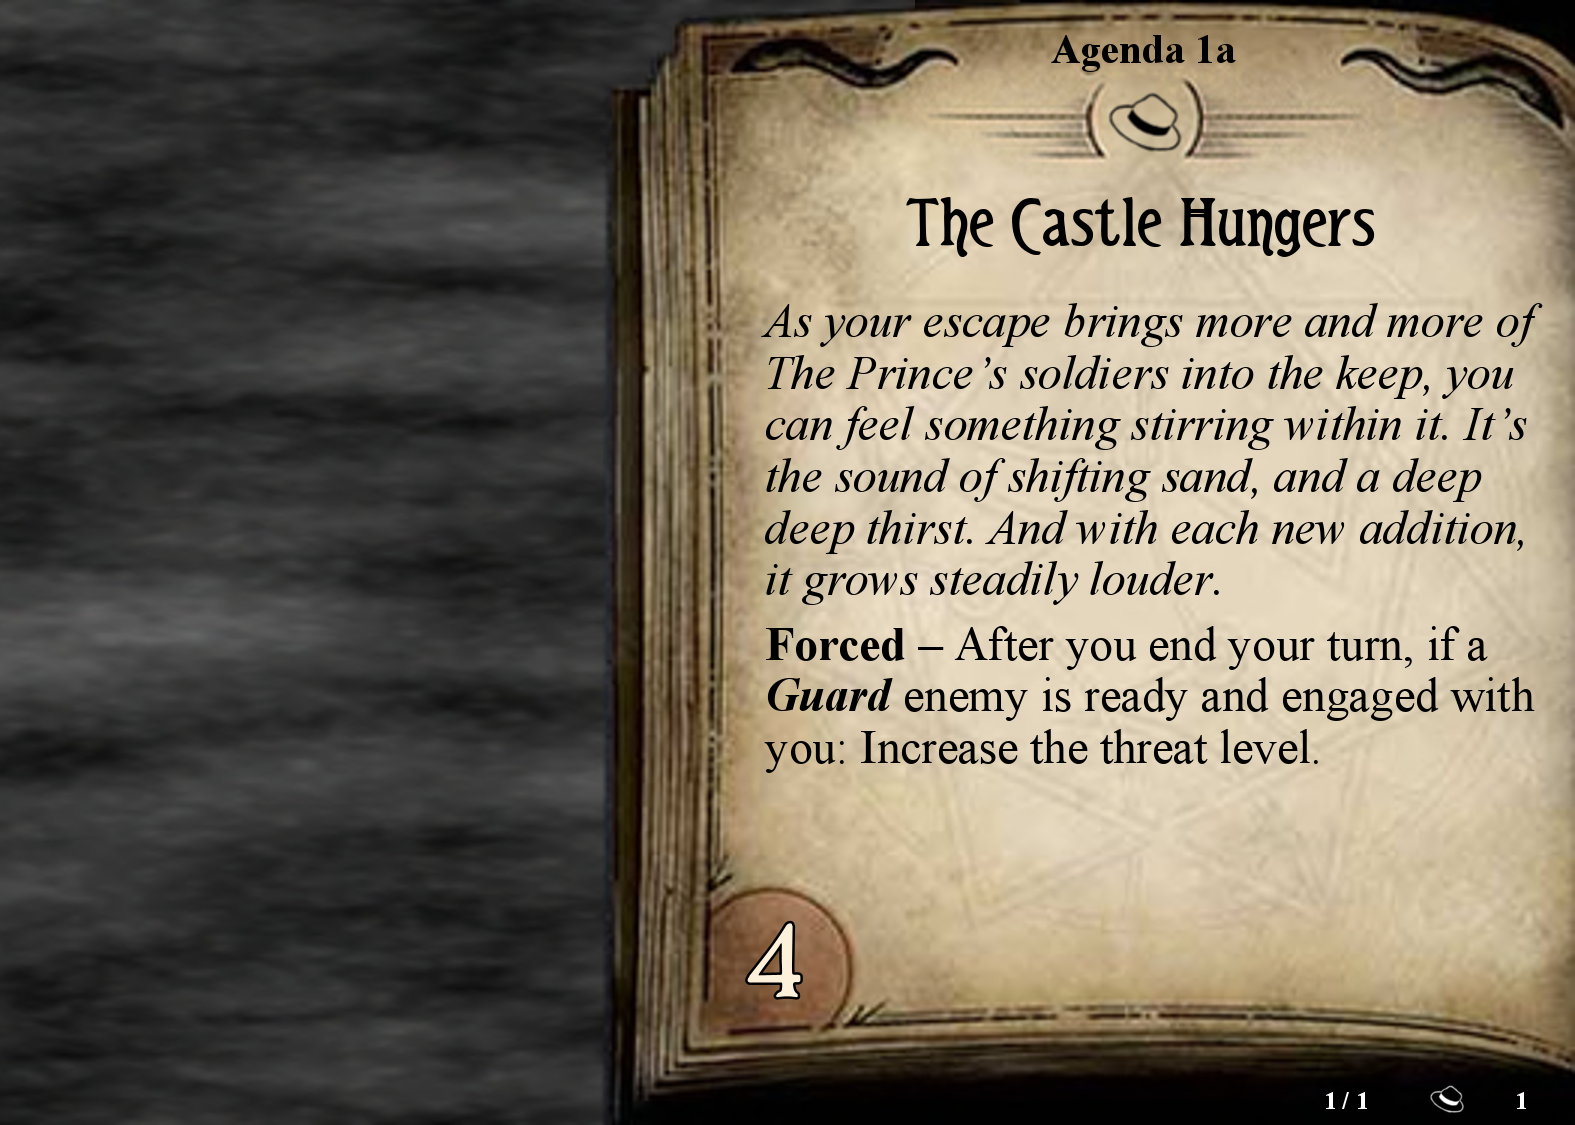 Agenda 1a
The Castle Hungers
As your escape brings more and more of
The Prince’s soldiers into the keep, you
can feel something stirring within it. It’s
the sound of shifting sand, and a deep
deep thirst. And with each new addition,
it grows steadily louder.
Forced – After you end your turn, if a
Guard enemy is ready and engaged with
you: Increase the threat level.
4
1 / 1 1